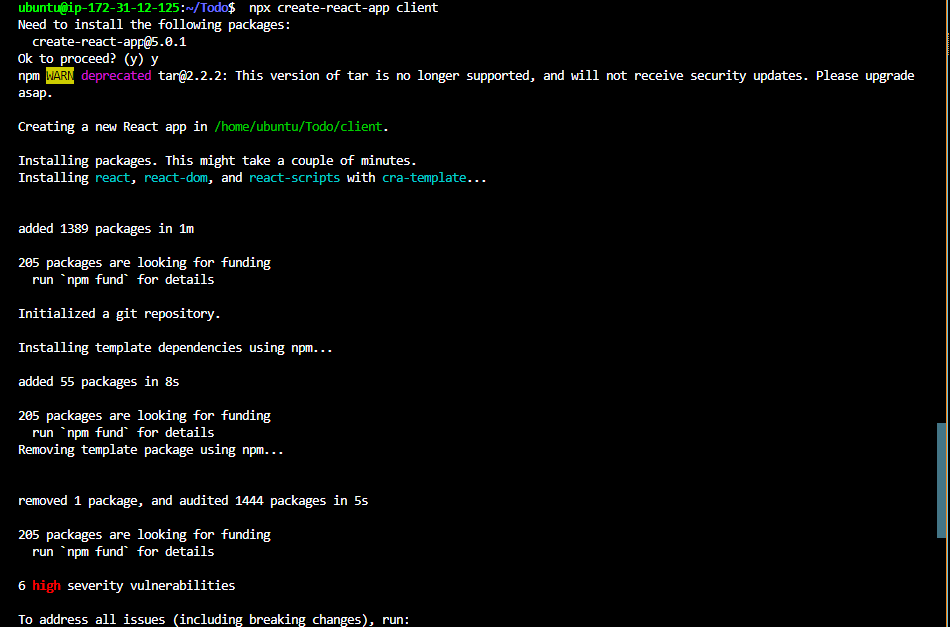 ubuntu@ip-172-31-12-125:~/Todo$  npx create-react-app client
Need to install the following packages:
  create-react-app@5.0.1
Ok to proceed? (y) y
npm WARN deprecated tar@2.2.2: This version of tar is no longer supported, and will not receive security updates. Please upgrade
asap.
Creating a new React app in /home/ubuntu/Todo/client.
Installing packages. This might take a couple of minutes.
Installing react, react-dom, and react-scripts with cra-template...
added 1389 packages in 1m
205 packages are looking for funding
  run `npm fund` for details
Initialized a git repository.
Installing template dependencies using npm...
added 55 packages in 8s
205 packages are looking for funding
  run `npm fund` for details
Removing template package using npm...
removed 1 package, and audited 1444 packages in 5s
205 packages are looking for funding
  run `npm fund` for details
6 high severity vulnerabilities
To address all issues (including breaking changes), run: